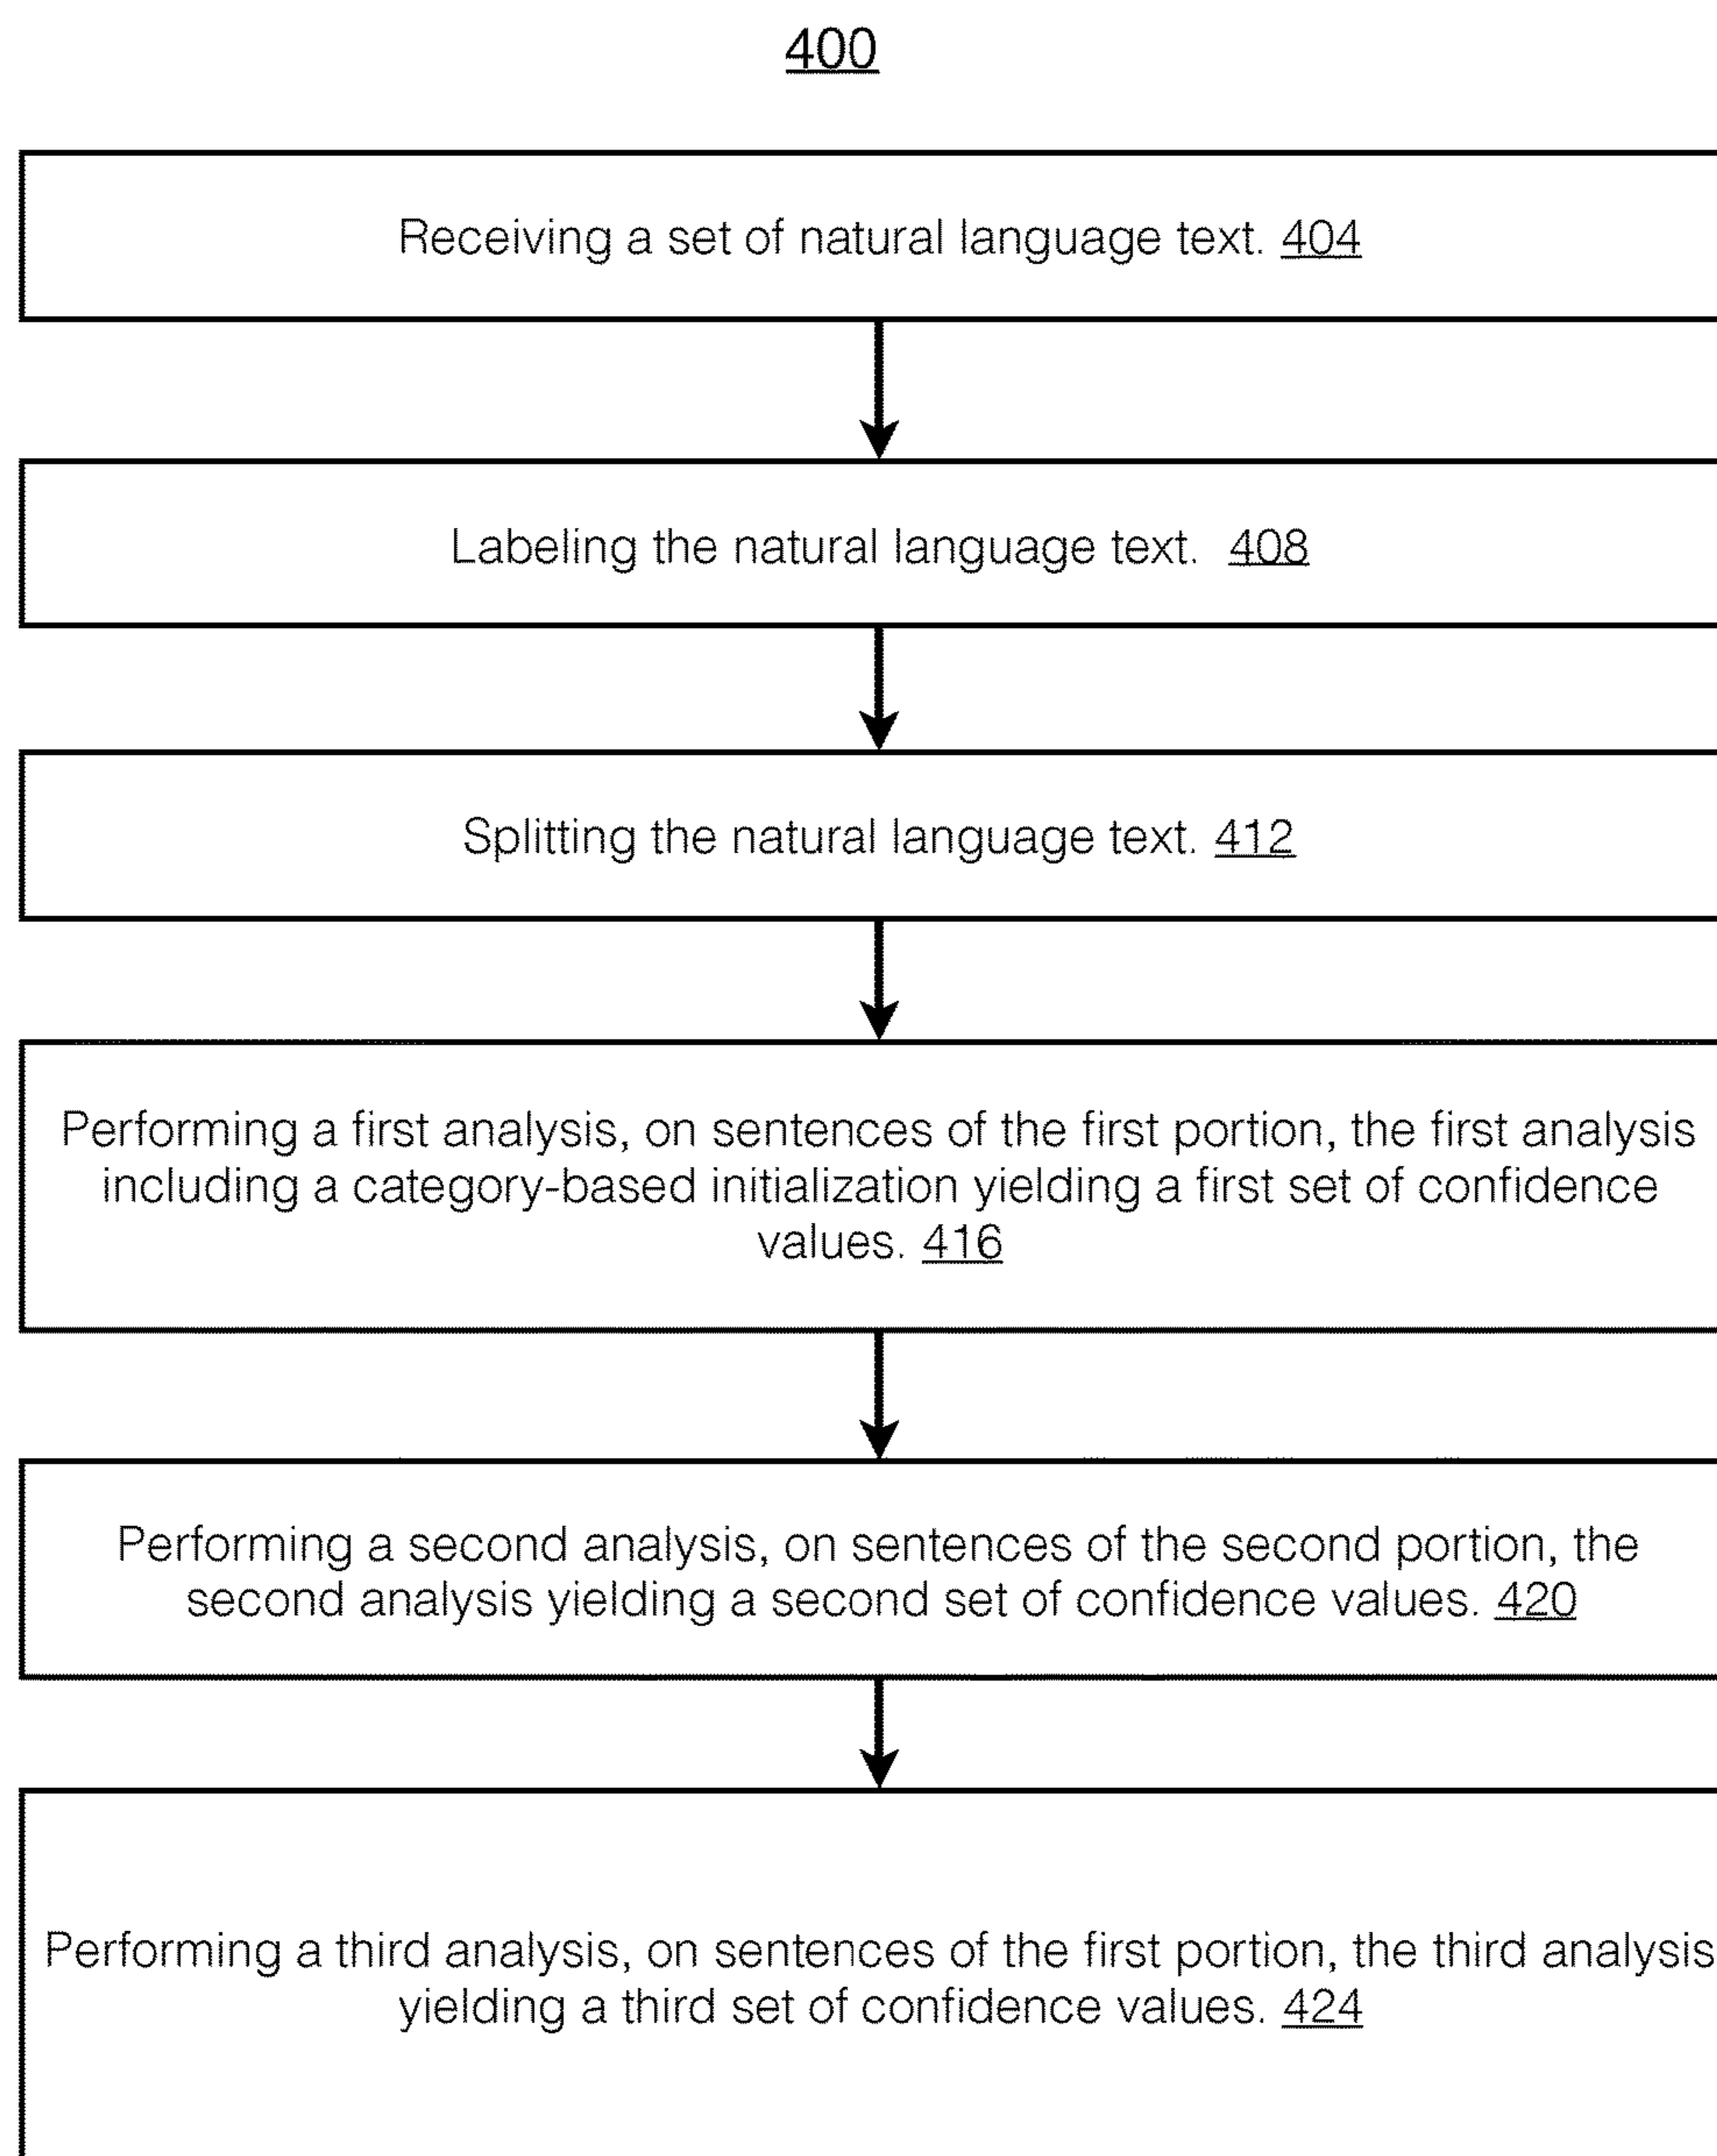 400
Receiving a set of natural language text. 404
Labeling the natural language text. 408
Splitting the natural language text. 412
Performing a first analysis, on sentences of the first portion, the first analysis
including a category-based initialization yielding a first set of confidence
values. 416
Performing a second analysis, on sentences of the second portion, the
second analysis yielding a second set of confidence values. 420
Performing a third analysis, on sentences of the first portion, the third analysis
yielding a third set of confidence values. 424